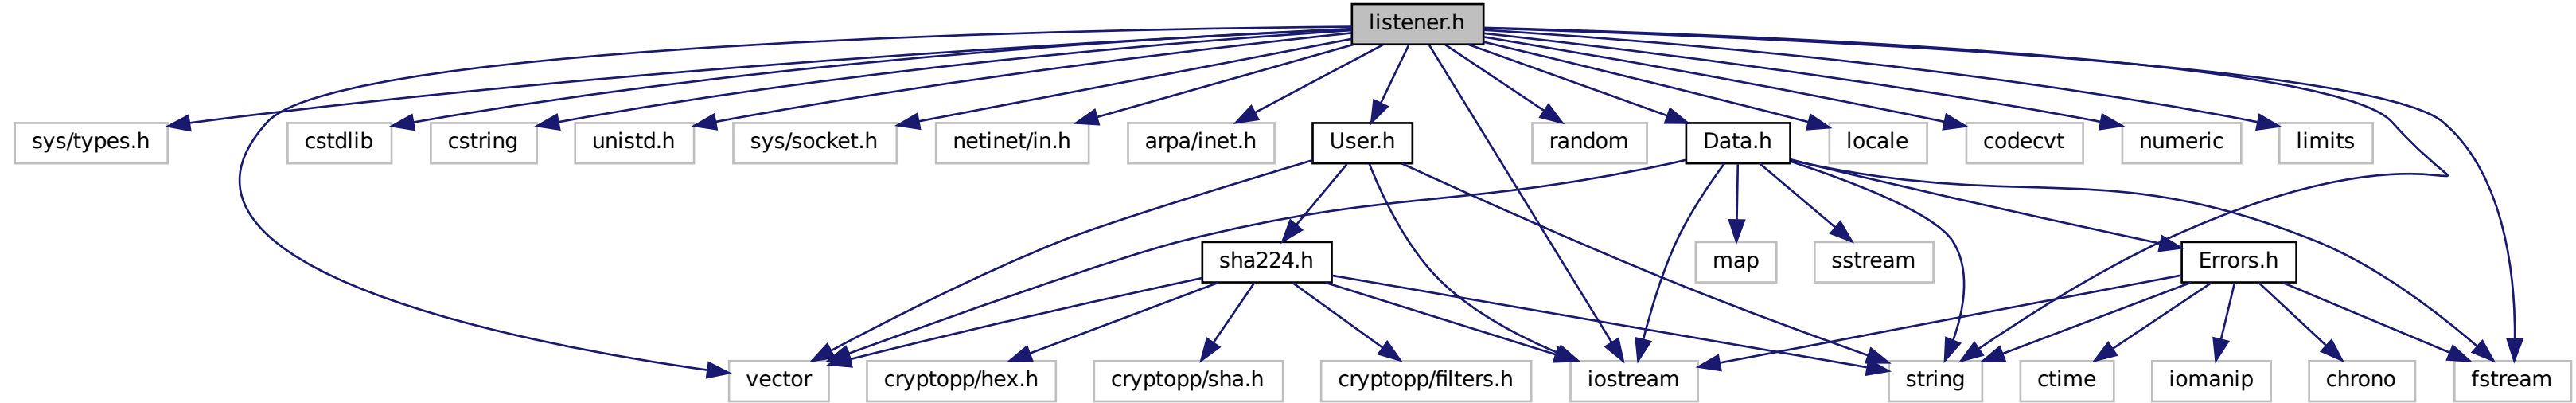 listener.h
sys/types.h
cstdlib
cstring
unistd.h
sys/socket.h
netinet/in.h
arpa/inet.h
User.h
random
Data.h
locale
codecvt
numeric
limits
sha224.h
map
sstream
Errors.h
vector
cryptopp/hex.h
cryptopp/sha.h
cryptopp/filters.h
iostream
string
ctime
iomanip
chrono
fstream